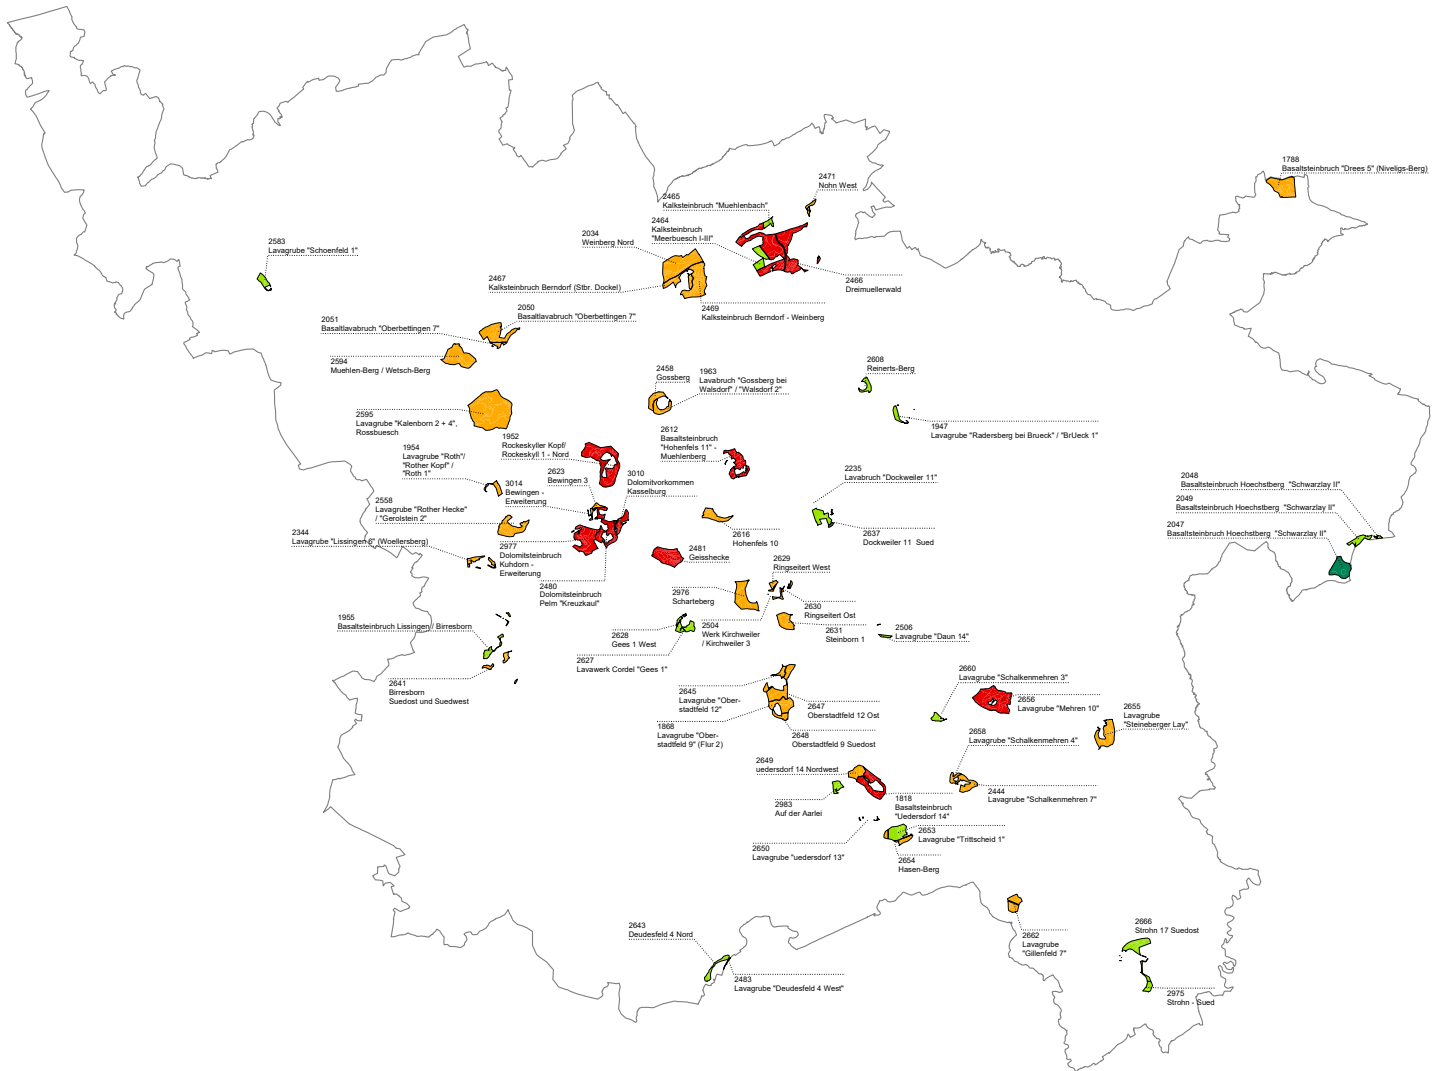 1788
Basaltsteinbruch "Drees 5" (Niveligs-Berg)
2471
Nohn West
2465
Kalksteinbruch "Muehlenbach"
2464
Kalksteinbruch
"Meerbuesch I-III"
2034
Weinberg Nord
2583
Lavagrube "Schoenfeld 1"
2467
Kalksteinbruch Berndorf (Stbr. Dockel)
2466
Dreimuellerwald
2469
Kalksteinbruch Berndorf - Weinberg
2050
Basaltlavabruch "Oberbettingen 7"
2051
Basaltlavabruch "Oberbettingen 7"
2594
Muehlen-Berg / Wetsch-Berg
2608
Reinerts-Berg
2458
Gossberg
1963
Lavabruch "Gossberg bei
Walsdorf" / "Walsdorf 2"
2595
Lavagrube "Kalenborn 2 + 4",
Rossbuesch
1947
Lavagrube "Radersberg bei Brueck" / "BrUeck 1"
1952
Rockeskyller Kopf/
Rockeskyll 1 - Nord
2612
Basaltsteinbruch
"Hohenfels 11" -
Muehlenberg
1954
Lavagrube "Roth"/
"Rother Kopf" /
"Roth 1"
2623
Bewingen 3
3010
Dolomitvorkommen
Kasselburg
2235
Lavabruch "Dockweiler 11"
2048
Basaltsteinbruch Hoechstberg  "Schwarzlay II"
3014
Bewingen -
Erweiterung
2558
Lavagrube "Rother Hecke"
/ "Gerolstein 2"
2049
Basaltsteinbruch Hoechstberg  "Schwarzlay II"
2047
Basaltsteinbruch Hoechstberg  "Schwarzlay II"
2344
Lavagrube "Lissingen 6" (Woellersberg)
2616
Hohenfels 10
2637
Dockweiler 11  Sued
2977
Dolomitsteinbruch
Kuhdorn -
Erweiterung
2481
Geisshecke
2629
Ringseitert West
2480
Dolomitsteinbruch
Pelm "Kreuzkaul"
2976
Scharteberg
2630
Ringseitert Ost
1955
Basaltsteinbruch Lissingen / Birresborn
2628
Gees 1 West
2504
Werk Kirchweiler
/ Kirchweiler 3
2631
Steinborn 1
2506
Lavagrube "Daun 14"
2627
Lavawerk Cordel "Gees 1"
2641
Birresborn
Suedost und Suedwest
2660
Lavagrube "Schalkenmehren 3"
2645
Lavagrube "Ober-
stadtfeld 12"
2647
Oberstadtfeld 12 Ost
2656
Lavagrube "Mehren 10"
2655
Lavagrube
"Steineberger Lay"
1868
Lavagrube "Ober-
stadtfeld 9" (Flur 2)
2648
Oberstadtfeld 9 Suedost
2658
Lavagrube "Schalkenmehren 4"
2649
uedersdorf 14 Nordwest
2444
Lavagrube "Schalkenmehren 7"
2983
Auf der Aarlei
1818
Basaltsteinbruch
"Uedersdorf 14"
2653
Lavagrube "Trittscheid 1"
2650
Lavagrube "uedersdorf 13"
2654
Hasen-Berg
2643
Deudesfeld 4 Nord
2662
Lavagrube
"Gillenfeld 7"
2666
Strohn 17 Suedost
2483
Lavagrube "Deudesfeld 4 West"
2975
Strohn - Sued